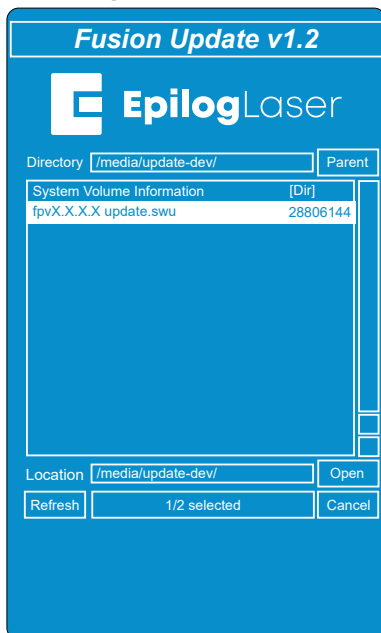 Fusion Update v1.2
EpilogLaser
Directory /media/update-dev/ Parent
System Volume Information [Dir]
fpvX.X.X.X update.swu 28806144
Location /media/update-dev/ Open
Refresh 1/2 selected Cancel